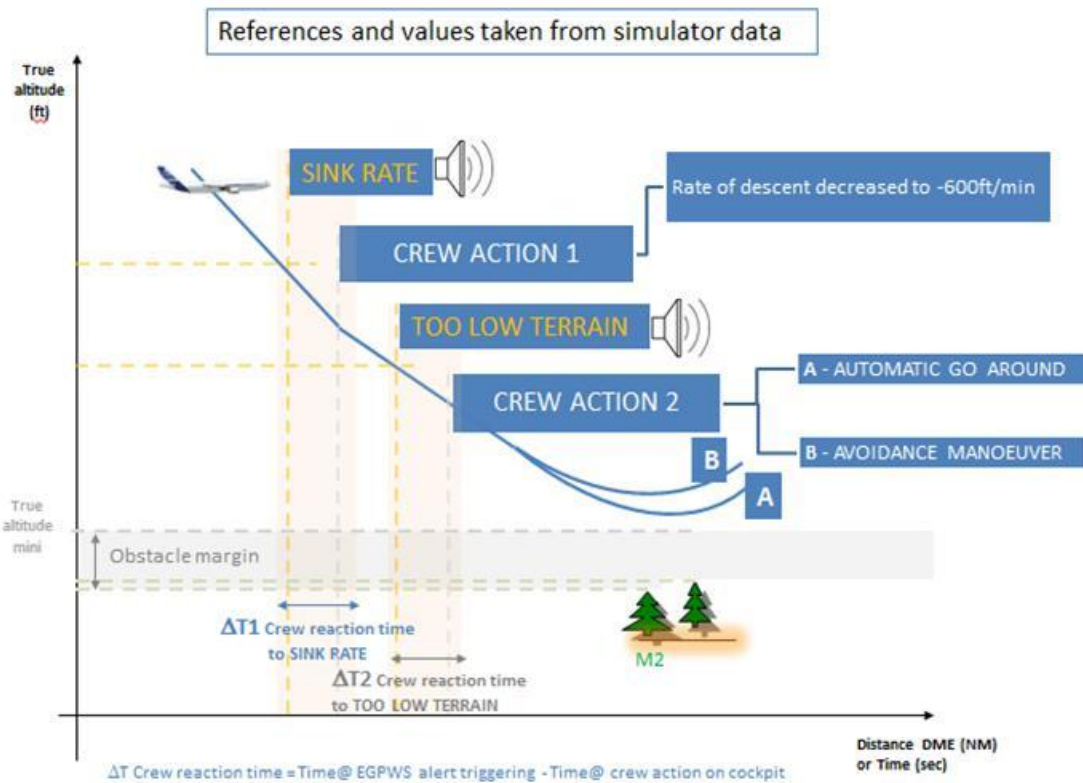 References and values taken from simulator data
True
altitude
(ft)
SINK RATE
Rate of descent decreased to -600ft/min
CREW ACTION 1
TOO LOW TERRAIN
A - AUTOMATIC GO AROUND
CREW ACTION 2
B - AVOIDANCE MANOEUVER
B
A
True
altitude
mini
Obstacle margin
ΔT1 Crew reaction time
to SINK RATE
M2
ΔT2 Crew reaction time
to TOO LOW TERRAIN
Distance DME (NM)
or Time (sec)
ΔT Crew reaction time = Time@ EGPWS alert triggering - Time@ crew action on cockpit